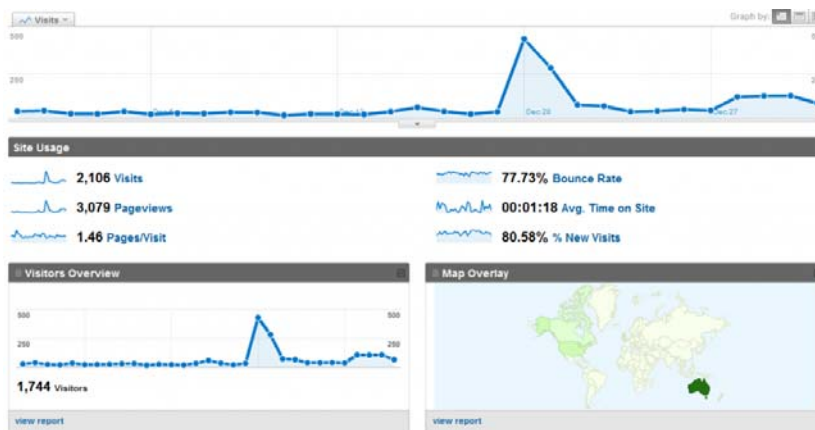 Visits
Graph by:
500
250
Dec 20
Dec 27
Site Usage
2,106 Visits
77.73% Bounce Rate
3,079 Pageviews
00:01:18 Avg. Time on Site
1.46 Pages/Visit
80.58% % New Visits
Visitors Overview
Map Overlay
500 500
250 250
1,744 Visitors
view report
view report